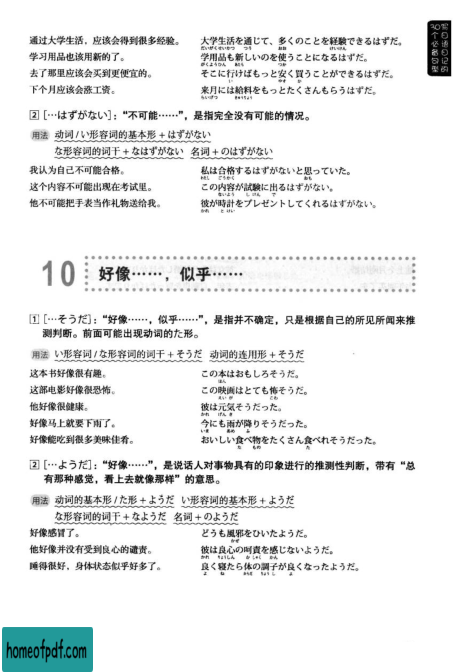 写日语日记的
30个必备句型
通过大学生活，应该会得到很多经验。 大学生活を通じて、多くのことを経験できるはずだ。
学习用品也该用新的了。 学用品も新しいのを使うことになるはずだ。
去了那里应该会买到更便宜的。 そこに行けばもっと安く買うことができるはずだ。
下个月应该会涨工资。 来月には給料をもっとたくさんもらうはずだ。
2 […はずがない]：“不可能……”，是指完全没有可能的情况。
用法 动词/い形容词的基本形+はずがない
な形容词的词干+なはずがない 名词+のはずがない
我认为自己不可能合格。 私は合格するはずがないと思っていた。
这个内容不可能出现在考试里。 この内容が試験に出るはずがない。
他不可能把手表当作礼物送给我。 彼が時計をプレゼントしてくれるはずがない。
10 好像……，似乎……
1 […そうだ]：“好像……，似乎……”，是指并不确定，只是根据自己的所见所闻来推
测判断。前面可能出现动词的た形。
用法 い形容词/な形容词的词干+そうだ 动词的连用形+そうだ
这本书好像很有趣。 この本はおもしろそうだ。
这部电影好像很恐怖。 この映画はとても怖そうだ。
他好像很健康。 彼は元気そうだった。
好像马上就要下雨了。 今にも雨が降りそうだった。
好像能吃到很多美味佳肴。 おいしい食べ物をたくさん食べれそうだった。
2 […ようだ]：“好像……”，是说话人对事物具有的印象进行的推测性判断，带有“总
有那种感觉，看上去就像那样”的意思。
用法 动词的基本形/た形+ようだ い形容词的基本形+ようだ
な形容词的词干+なようだ 名词+のようだ
好像感冒了。 どうも風邪をひいたようだ。
他好像并没有受到良心的谴责。 彼は良心の呵責を感じないようだ。
睡得很好，身体状态似乎好多了。 良く寝たら体の調子が良くなったようだ。
homeofpdf.com